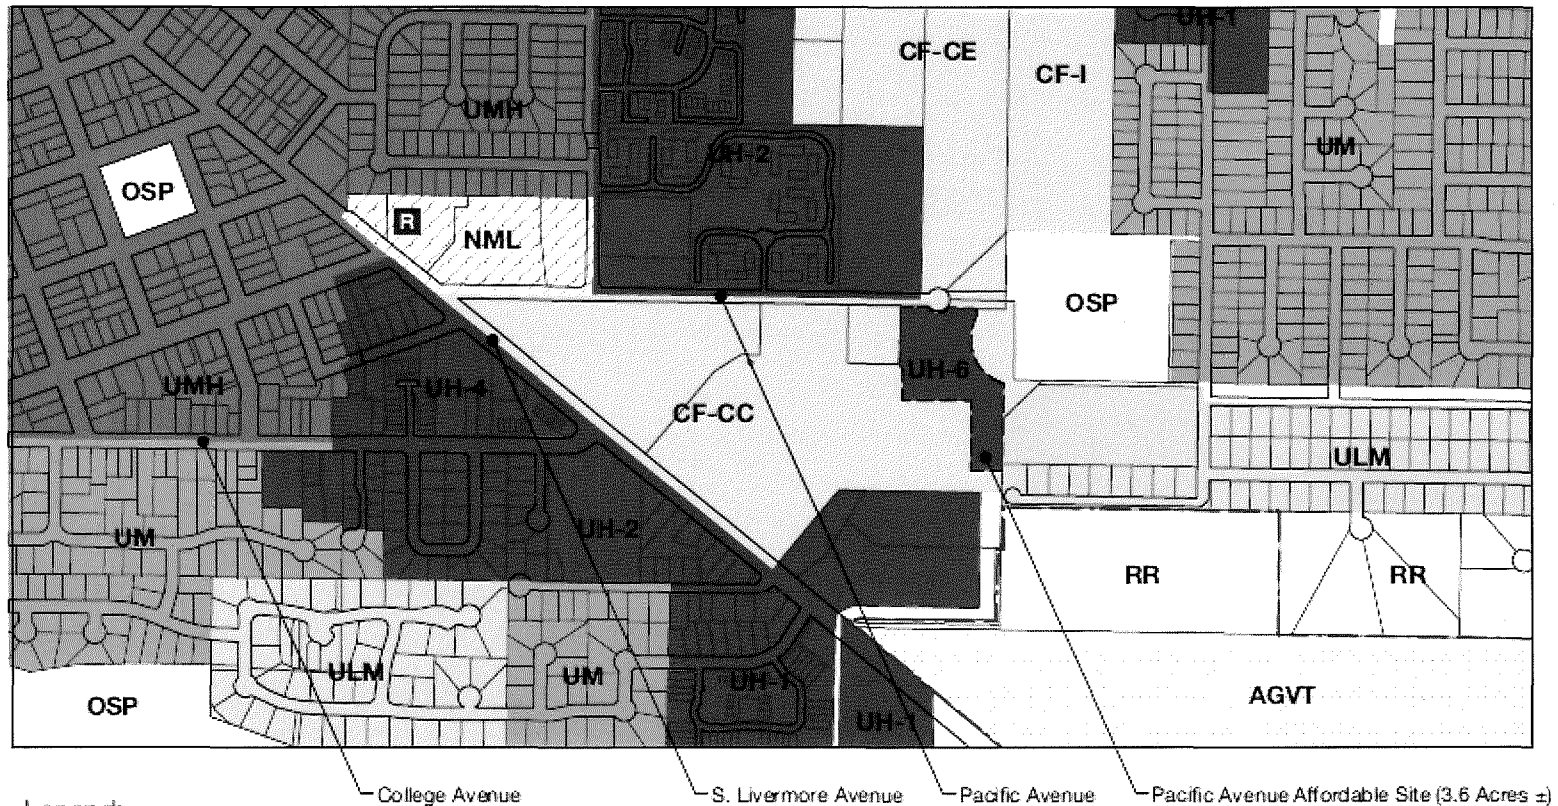 UH-1
CF-CE
CF-I
UMH
UM
UH-2
OSP
R
NML
OSP
UMH
UH-4
UH-6
CF-CC
ULM
UM
UH-2
RR
RR
ULM
UM
UH-1
AGVT
OSP
UH-1
College Avenue
S. Livermore Avenue
Pacific Avenue
Pacific Avenue Affordable Site (3.6 Acres ±)